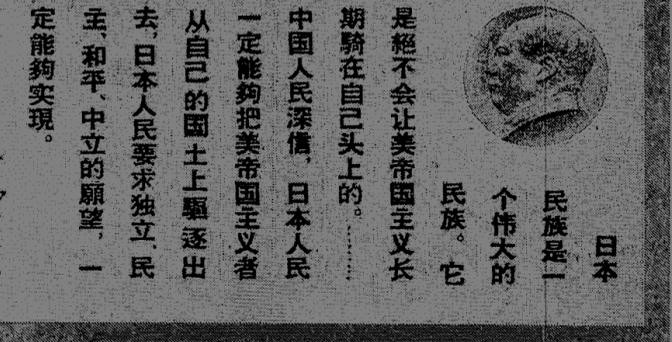 日本
民族是一
个伟大的
民族。它
是絕不会让美帝国主义长
期騎在自己头上的。………
中国人民深信，日本人民
一定能夠把美帝国主义者
从自己的国土上驅逐出
去，日本人民要求独立、民
主、和平、中立的願望，一
定能夠实現。